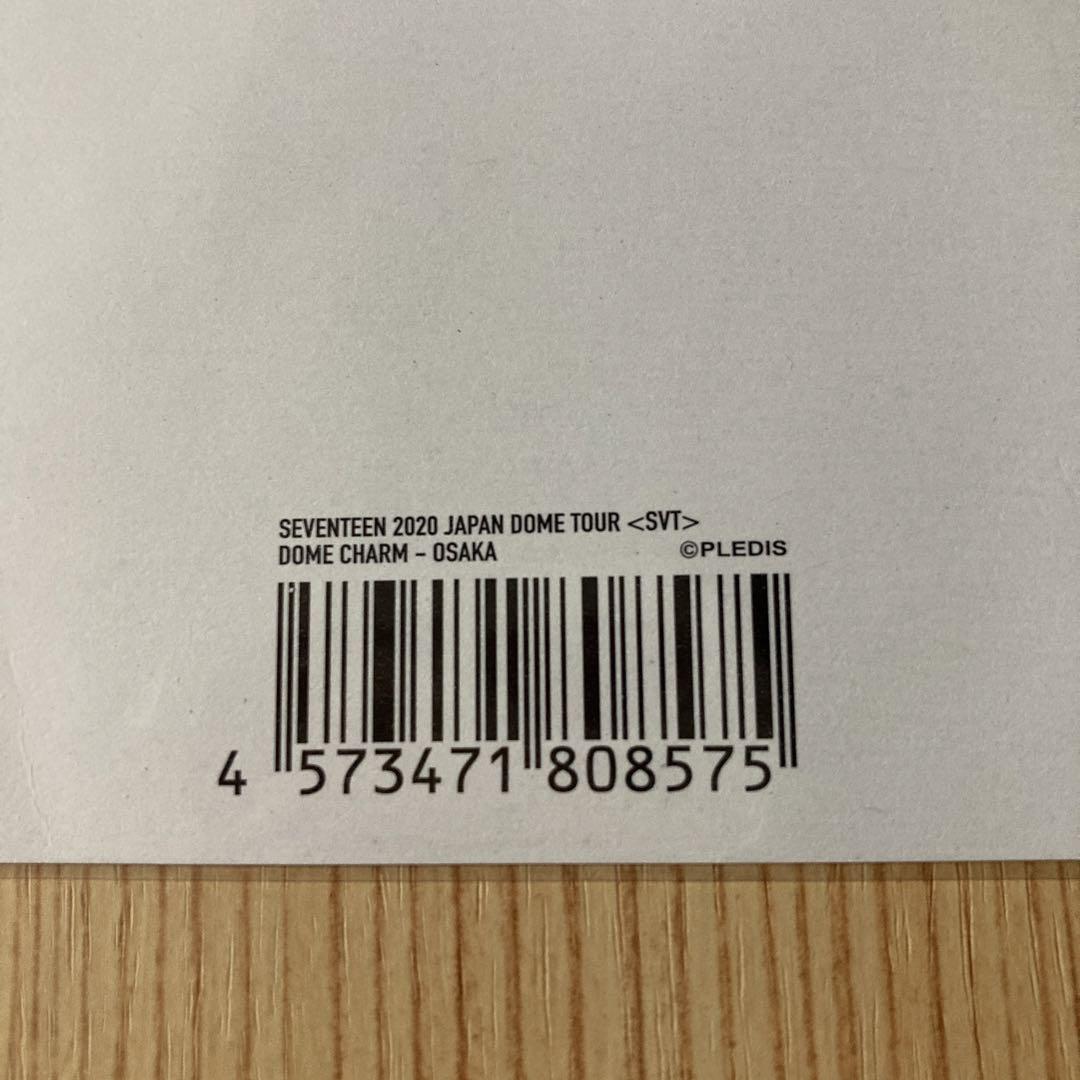 SEVENTEEN 2020 JAPAN DOME TOUR <SVT>
DOME CHARM – OSAKA ©PLEDIS
4 573471 808575